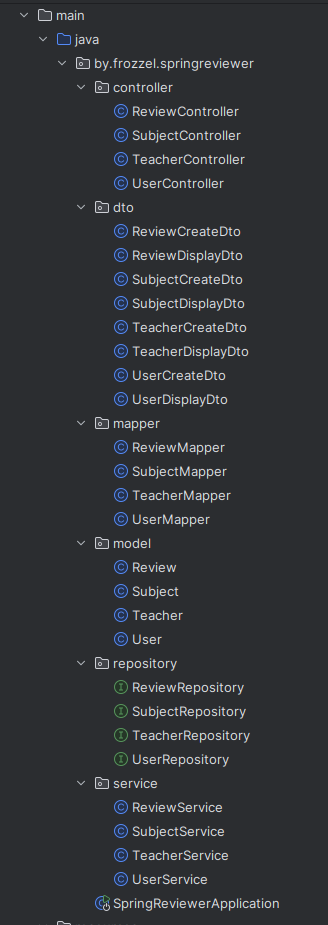 main
java
by.frozzel.springreviewer
controller
ReviewController
SubjectController
TeacherController
UserController
dto
ReviewCreateDto
ReviewDisplayDto
SubjectCreateDto
SubjectDisplayDto
TeacherCreateDto
TeacherDisplayDto
UserCreateDto
UserDisplayDto
mapper
ReviewMapper
SubjectMapper
TeacherMapper
UserMapper
model
Review
Subject
Teacher
User
repository
ReviewRepository
SubjectRepository
TeacherRepository
UserRepository
service
ReviewService
SubjectService
TeacherService
UserService
SpringReviewerApplication